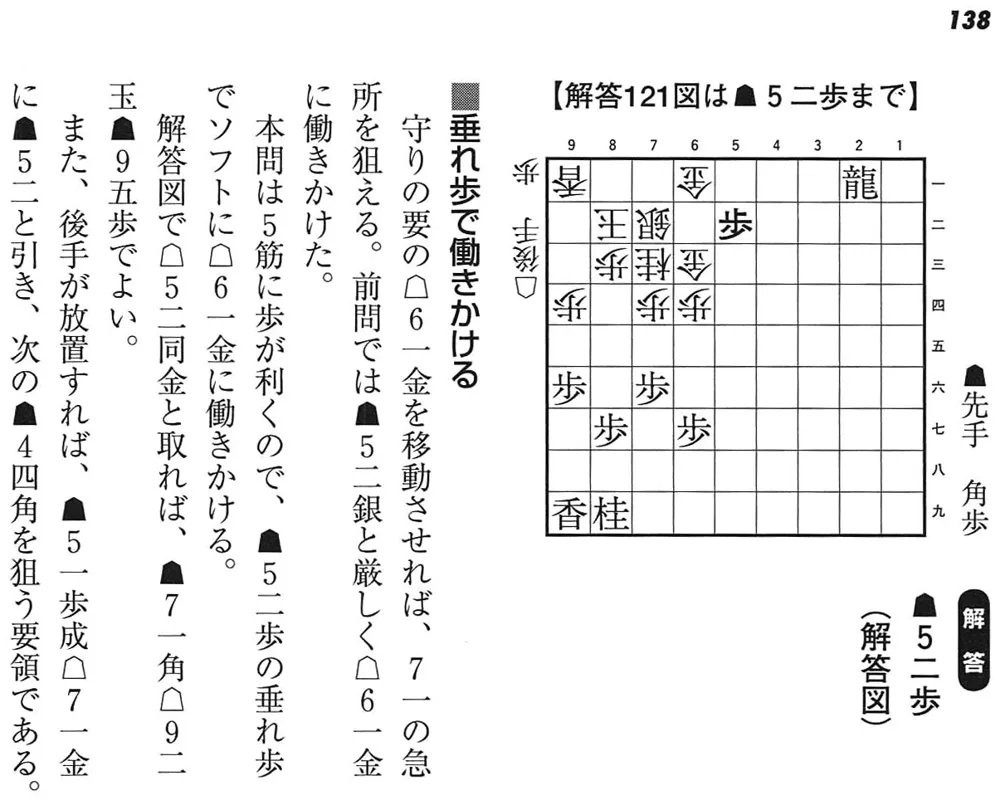 138
【解答121図は☗５二歩まで】
9 8 7 6 5 4 3 2 1
香 金 龍 一
王 銀 歩 二
歩 桂 金 三
歩 歩 歩 四
五
歩 歩 六
歩 歩 七
八
香 桂 九
☖後手 歩
☗先手 角歩
解答
☗５二歩
（解答図）
■垂れ歩で働きかける
守りの要の☖６一金を移動させれば、７一の急
所を狙える。前問では☗５二銀と厳しく☖６一金
に働きかけた。
本問は５筋に歩が利くので、☗５二歩の垂れ歩
でソフトに☖６一金に働きかける。
解答図で☖５二同金と取れば、☗７一角☖９二
玉☗９五歩でよい。
また、後手が放置すれば、☗５一歩成☖７一金
に☗５二と引き、次の☗４四角を狙う要領である。